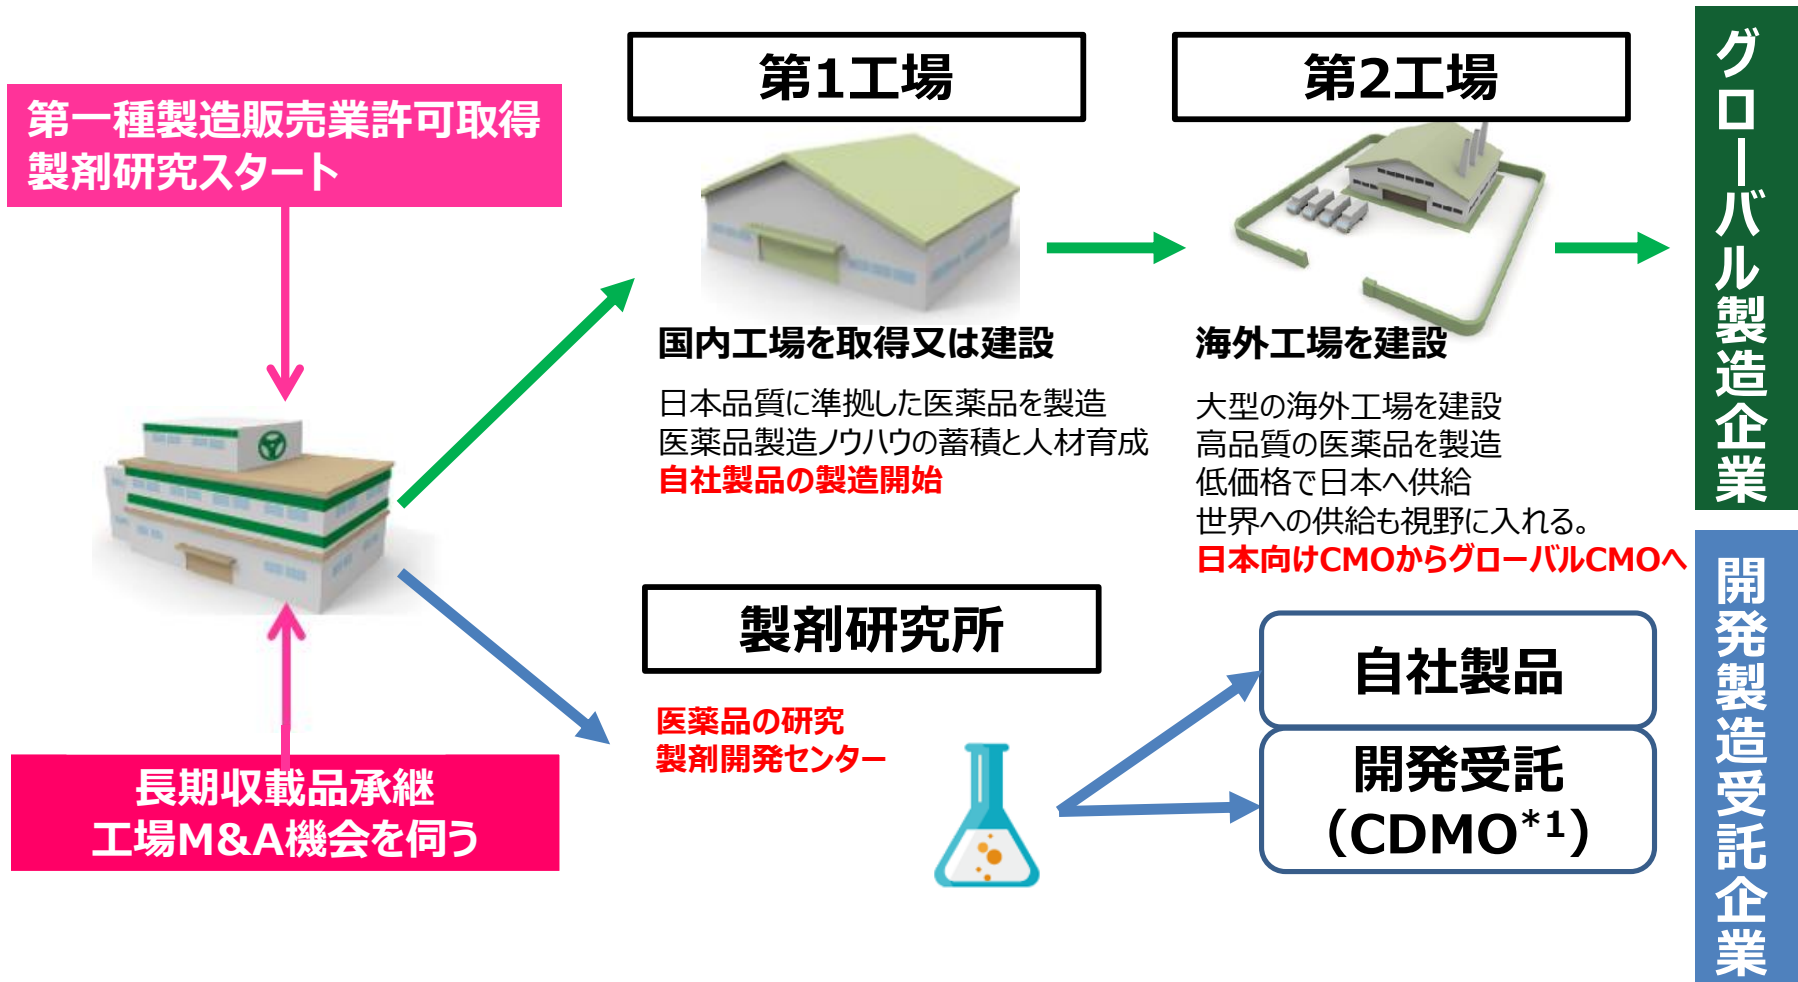 第一種製造販売業許可取得
製剤研究スタート
長期収載品承継
工場M&A機会を伺う
第1工場
国内工場を取得又は建設
日本品質に準拠した医薬品を製造
医薬品製造ノウハウの蓄積と人材育成
自社製品の製造開始
第2工場
海外工場を建設
大型の海外工場を建設
高品質の医薬品を製造
低価格で日本へ供給
世界への供給も視野に入れる。
日本向けCMOからグローバルCMOへ
製剤研究所
医薬品の研究
製剤開発センター
自社製品
開発受託
（CDMO*1）
グローバル製造企業
開発製造受託企業